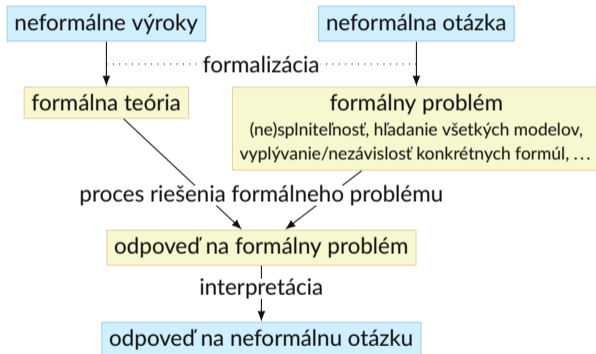 neformálne výroky
neformálna otázka
formalizácia
formálna teória
formálny problém
(ne)splniteľnosť, hľadanie všetkých modelov,
vyplývanie/nezávislosť konkrétnych formúl, …
proces riešenia formálneho problému
odpoveď na formálny problém
interpretácia
odpoveď na neformálnu otázku